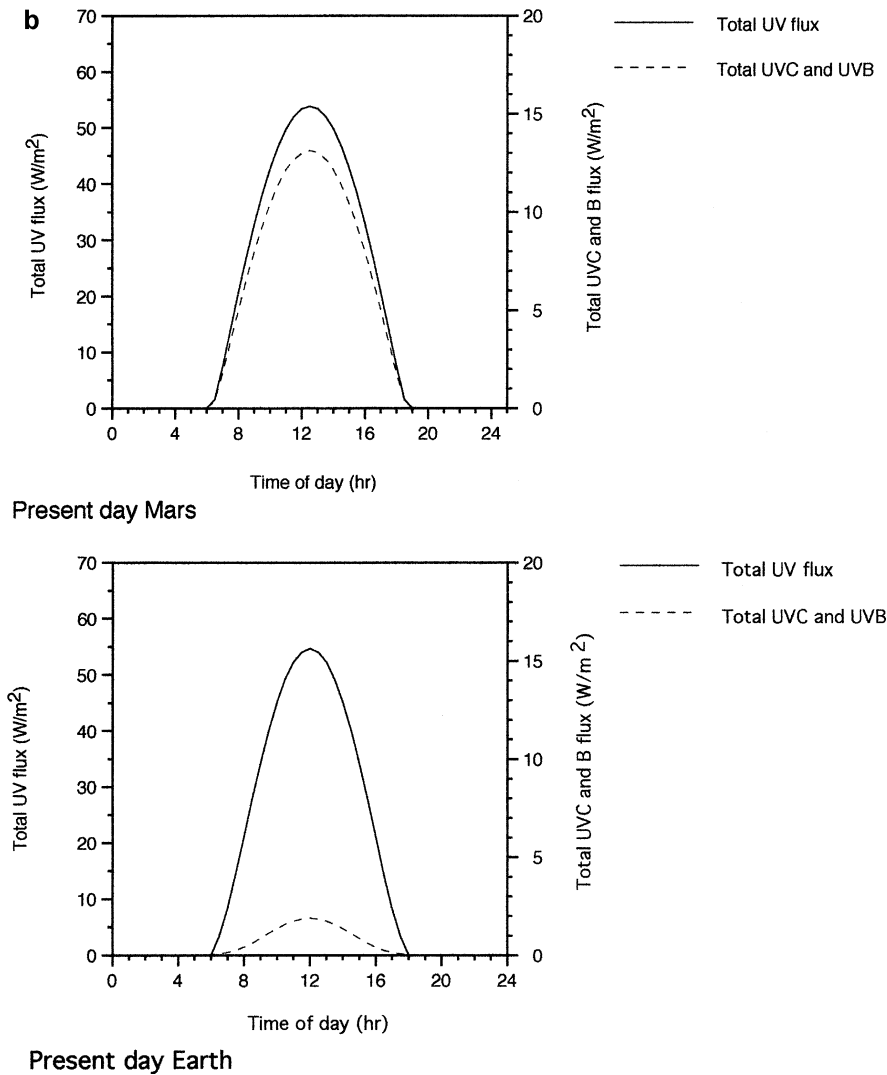 b
Total UV flux
Total UVC and UVB
70
60
50
40
30
20
10
0
Total UV flux (W/m2)
20
15
10
5
0
Total UVC and B flux (W/m2)
0 4 8 12 16 20 24
Time of day (hr)
Present day Mars
Total UV flux
Total UVC and UVB
70
60
50
40
30
20
10
0
Total UV flux (W/m2)
20
15
10
5
0
Total UVC and B flux (W/m 2)
0 4 8 12 16 20 24
Time of day (hr)
Present day Earth